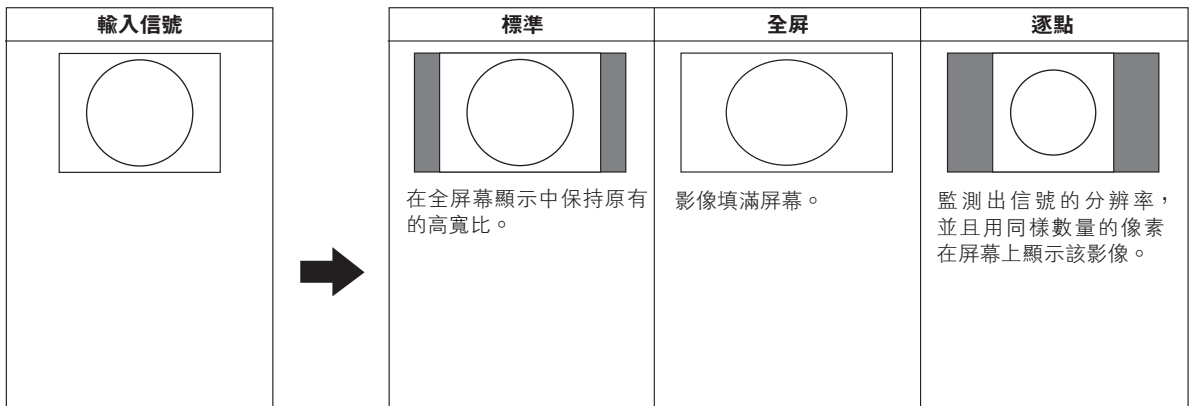 輸入信號
標準
全屏
逐點
在全屏幕顯示中保持原有
的高寬比。
影像填滿屏幕。
監測出信號的分辨率，
並且用同樣數量的像素
在屏幕上顯示該影像。